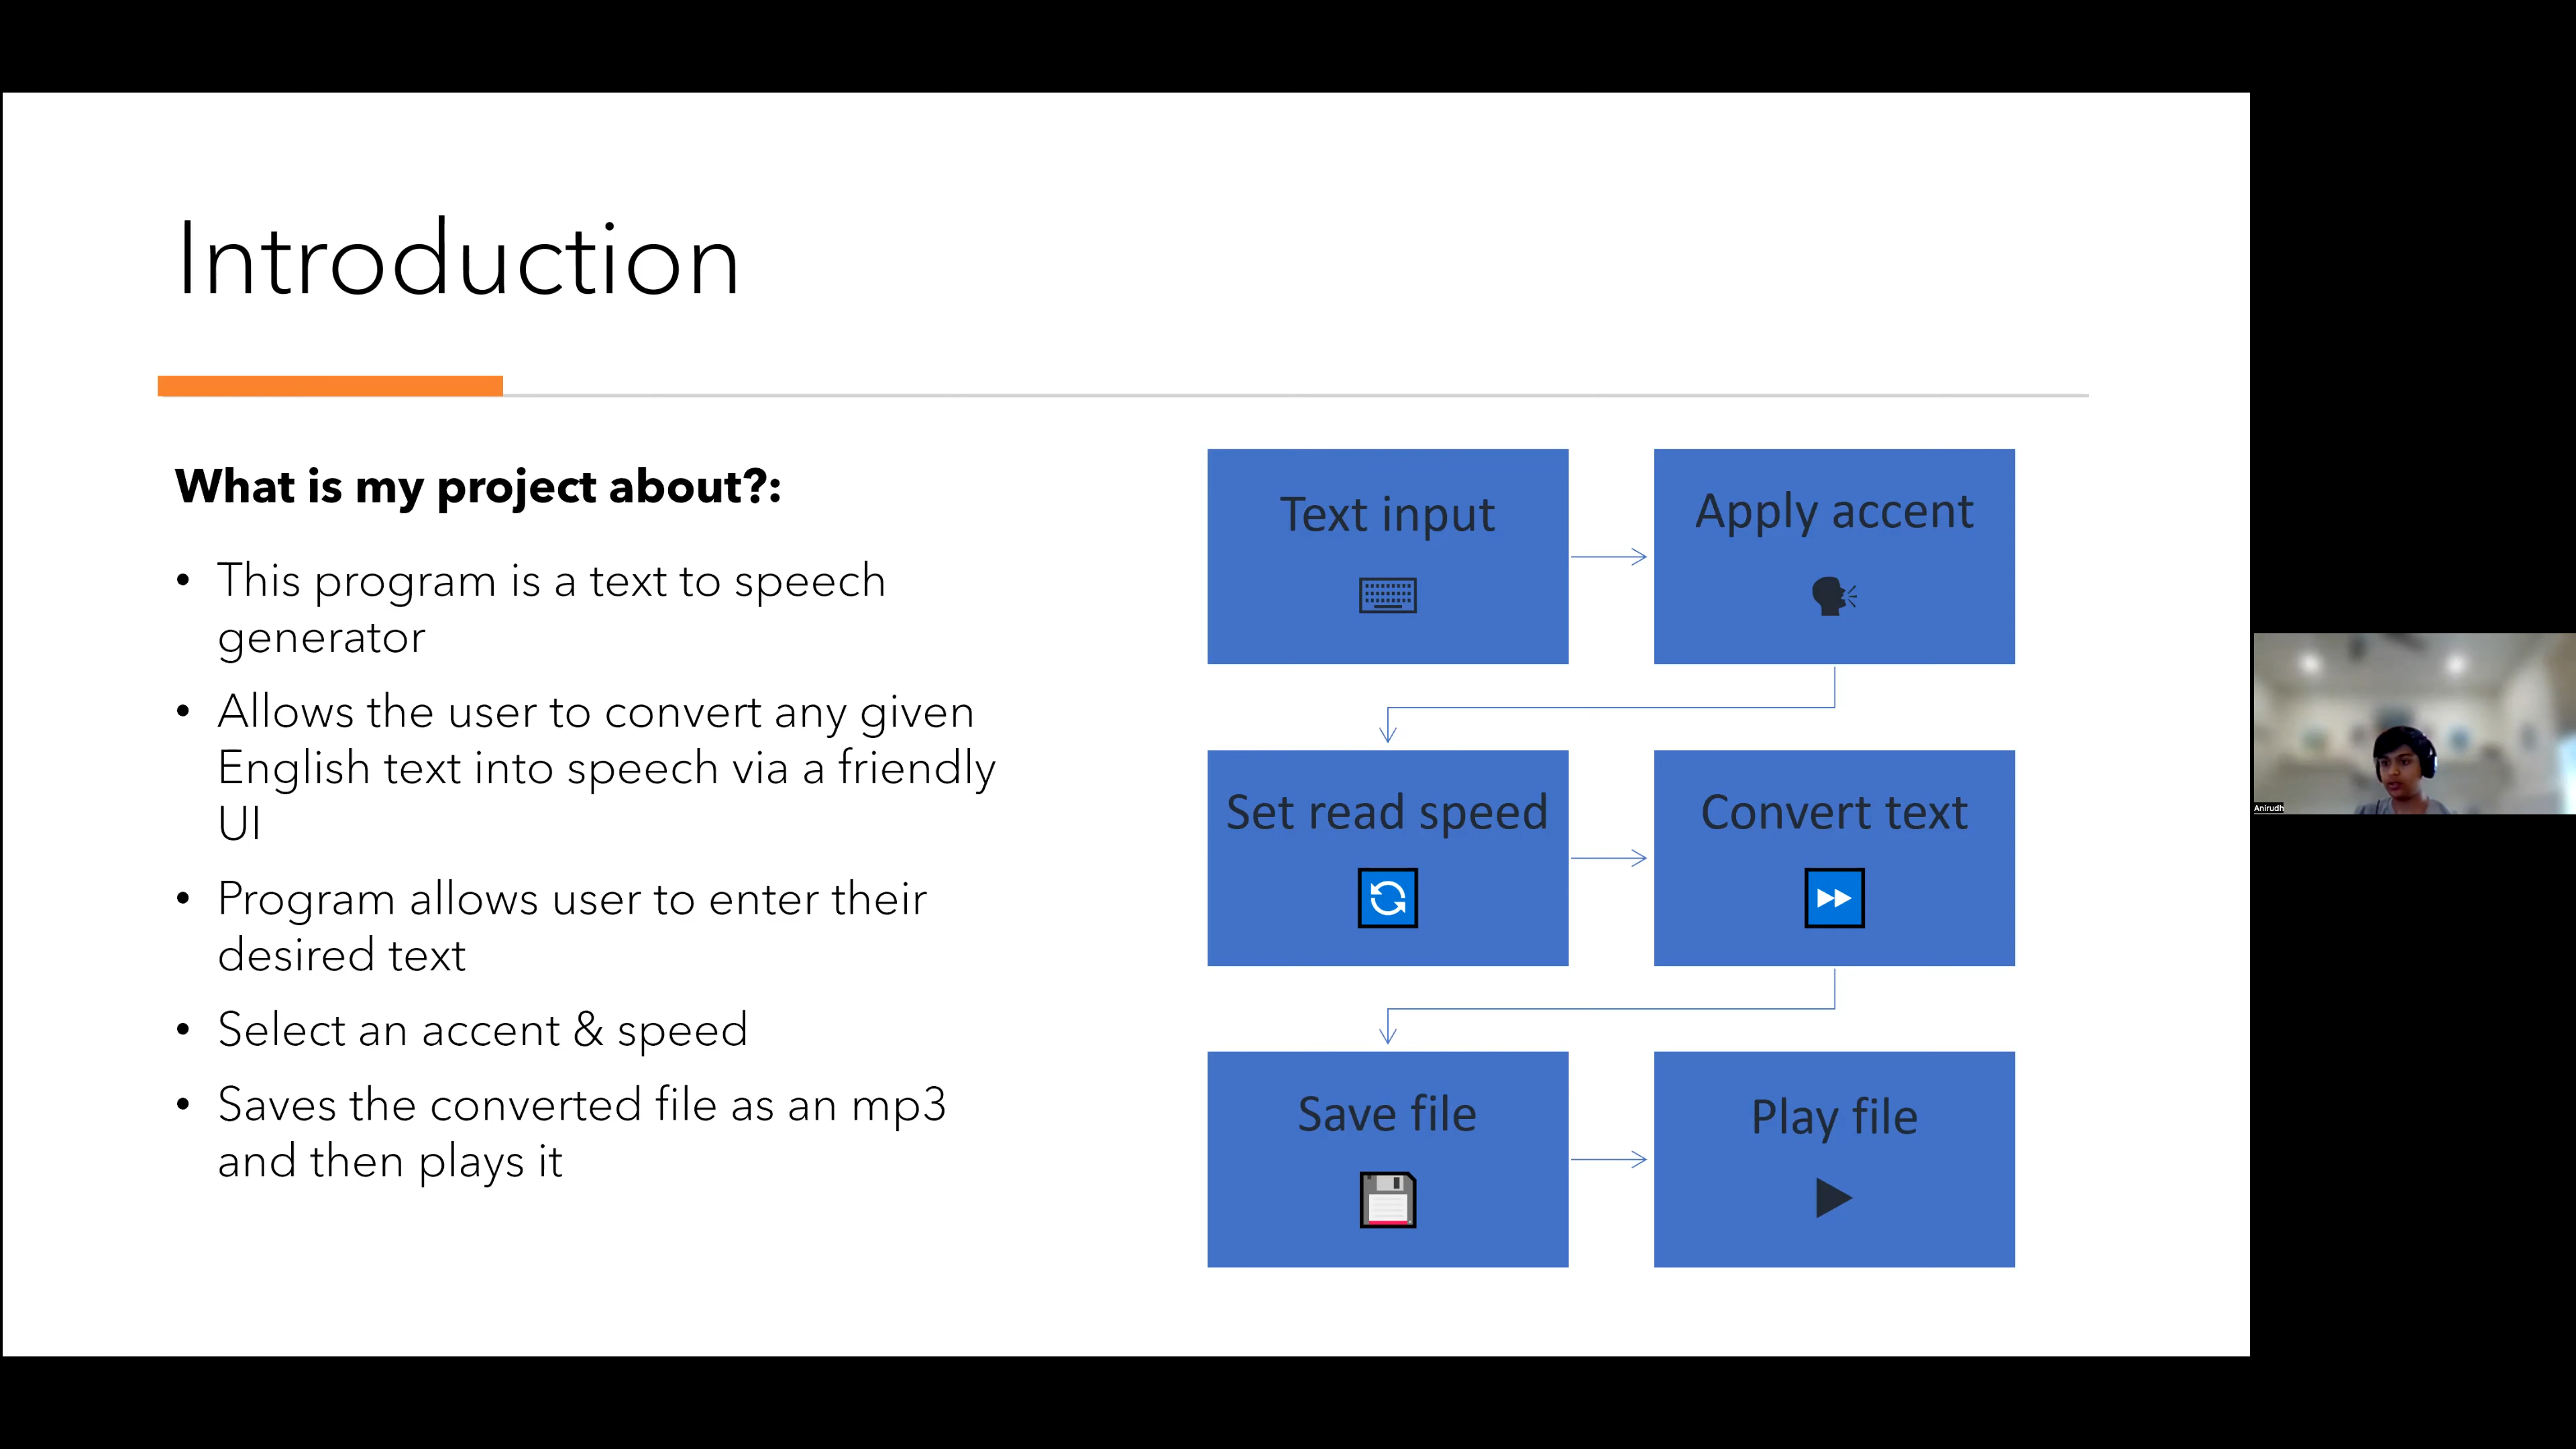 Introduction
What is my project about?:
• This program is a text to speech
generator
• Allows the user to convert any given
English text into speech via a friendly
UI
• Program allows user to enter their
desired text
• Select an accent & speed
• Saves the converted file as an mp3
and then plays it
Text input
Apply accent
Set read speed
Convert text
Save file
Play file
Anirudh